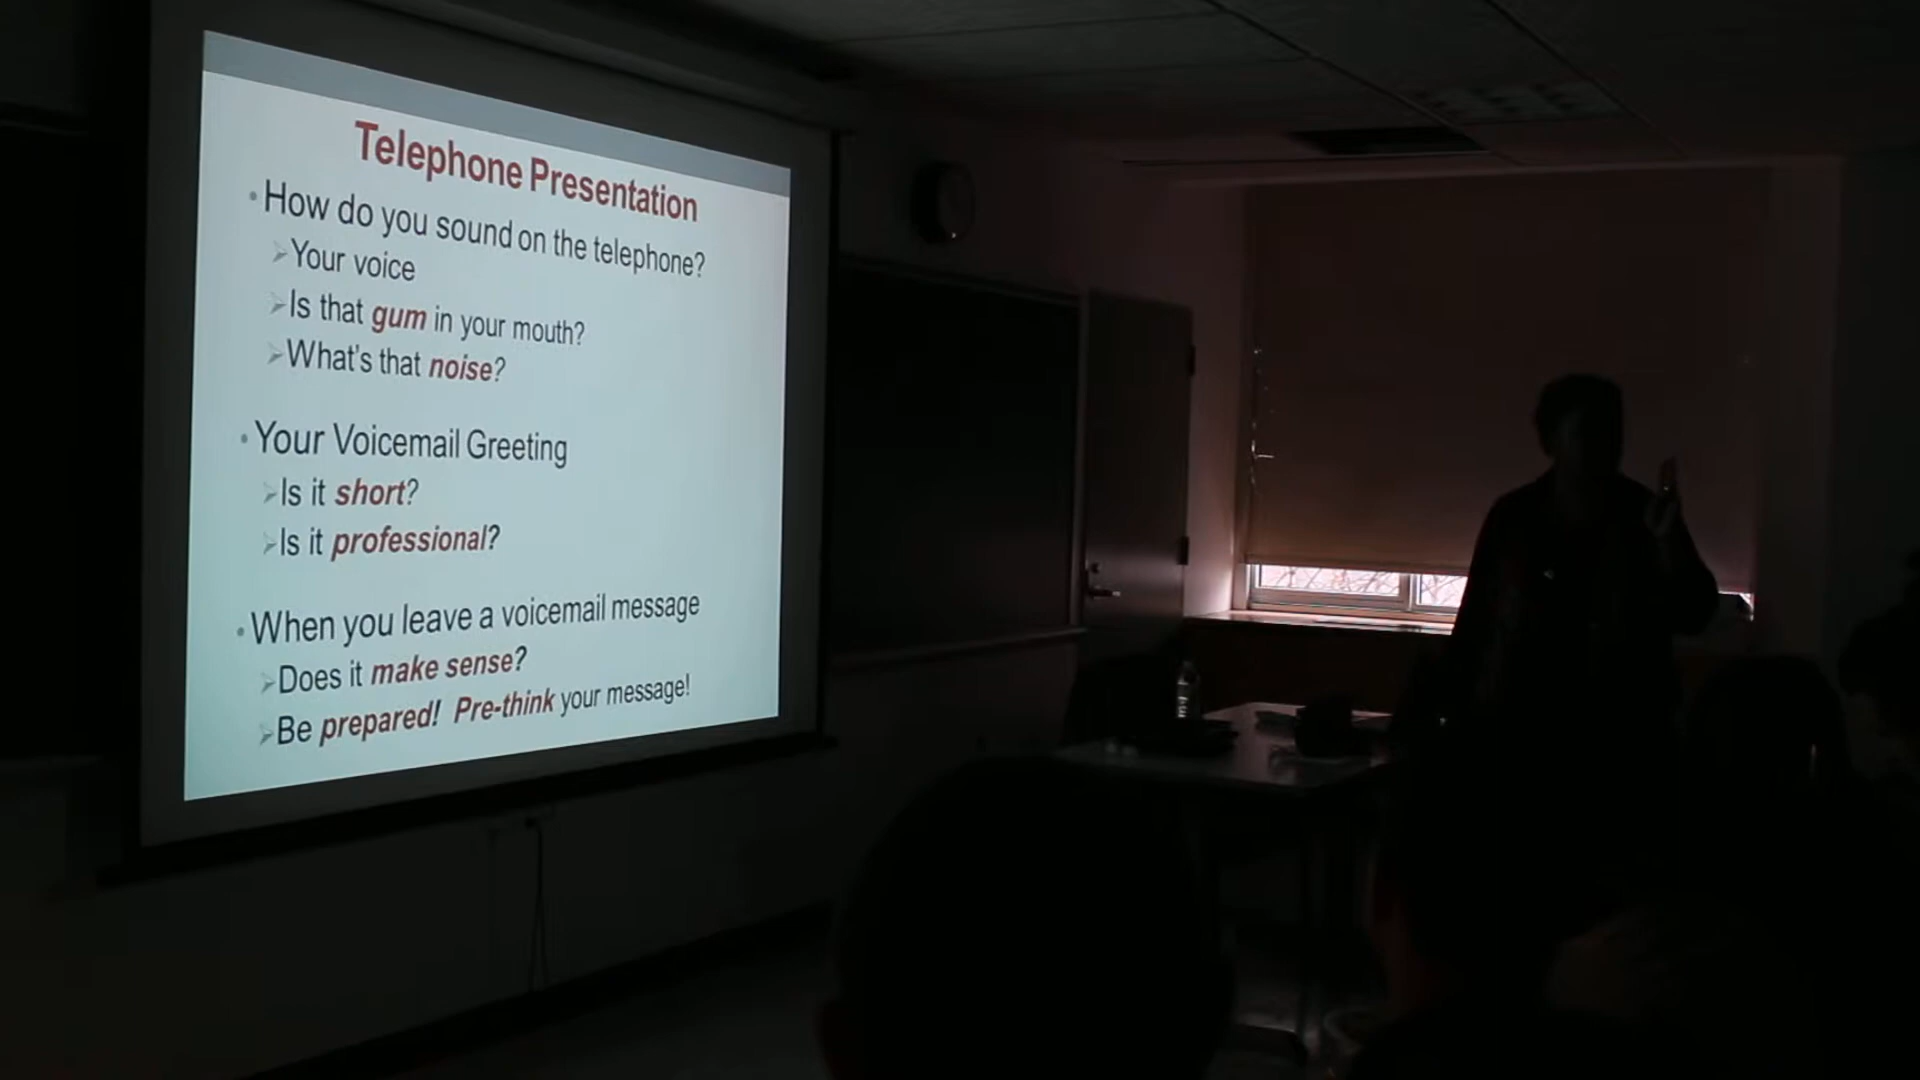 Telephone Presentation
• How do you sound on the telephone?
➢ Your voice
➢ Is that gum in your mouth?
➢ What's that noise?
• Your Voicemail Greeting
➢ Is it short?
➢ Is it professional?
• When you leave a voicemail message
➢ Does it make sense?
➢ Be prepared! Pre-think your message!